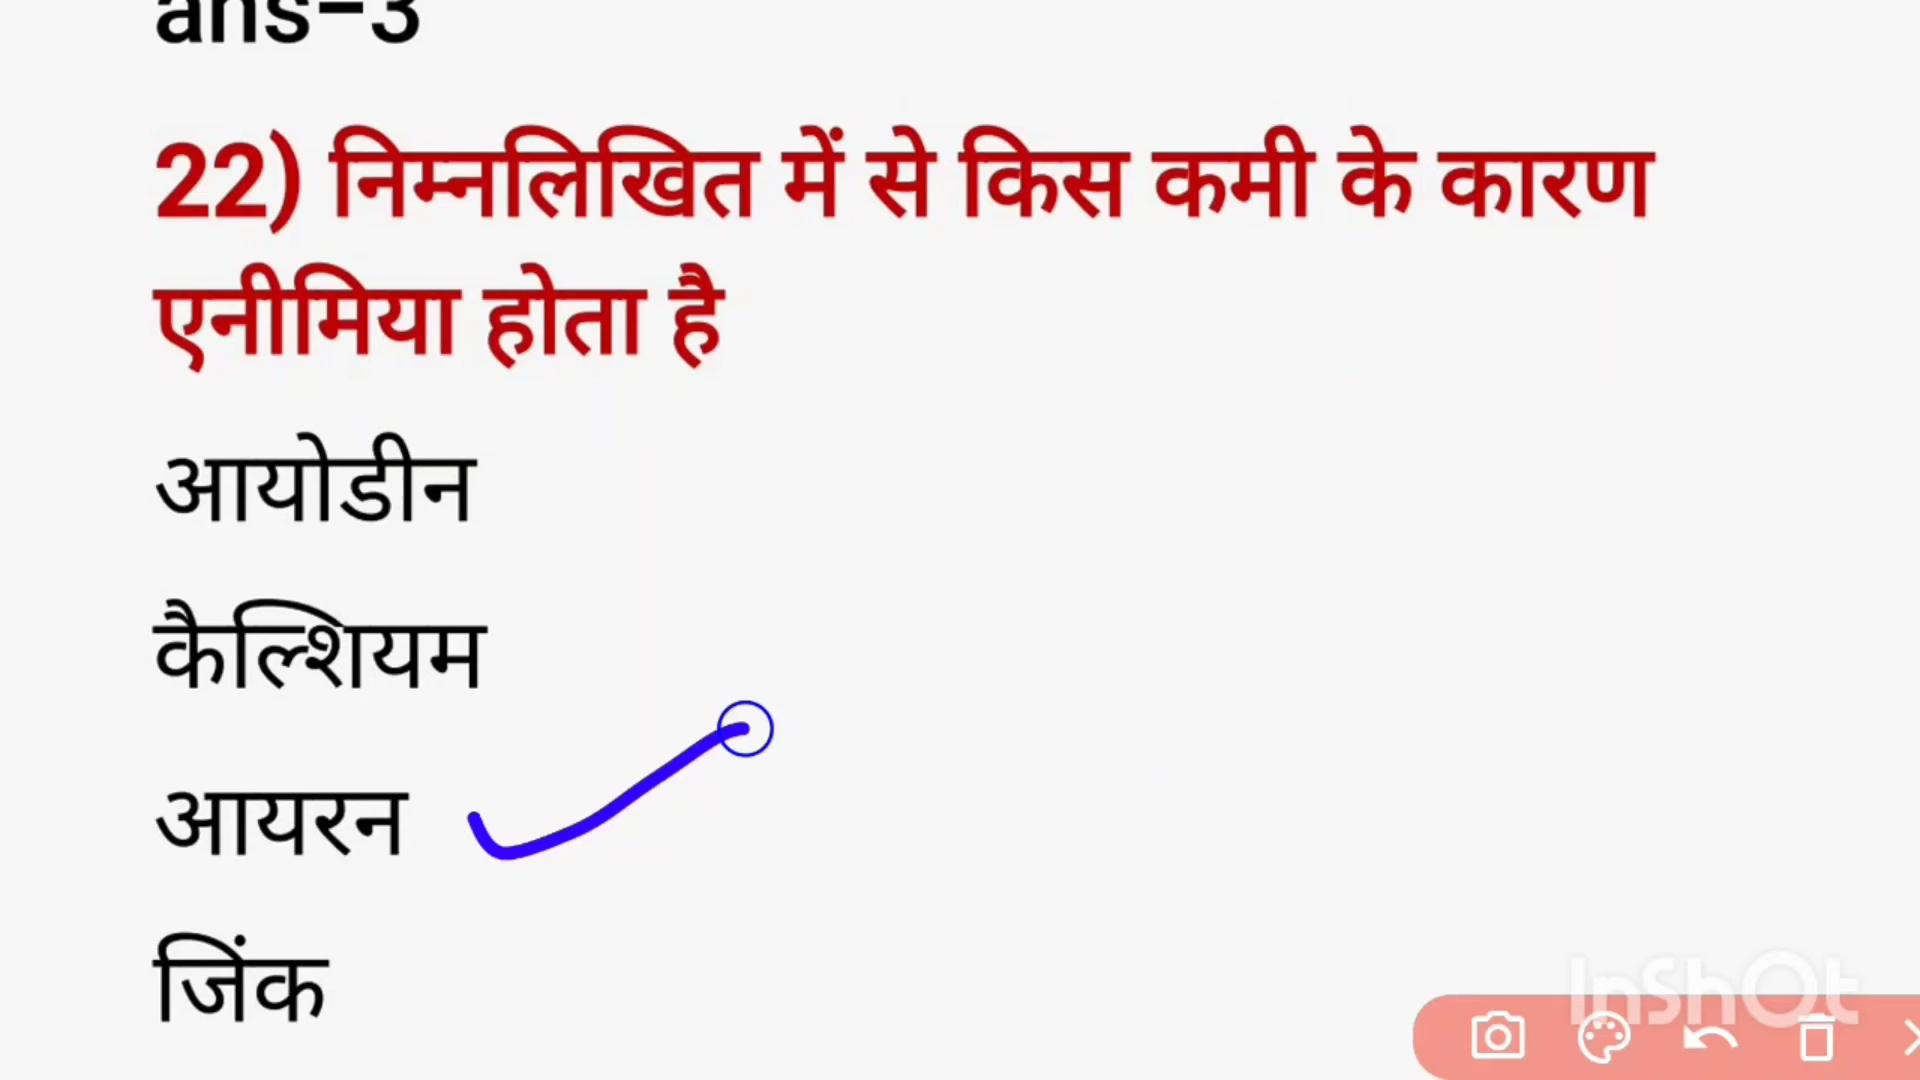 ans-3
22) निम्नलिखित में से किस कमी के कारण
एनीमिया होता है
आयोडीन
कैल्शियम
आयरन
जिंक
InShOt